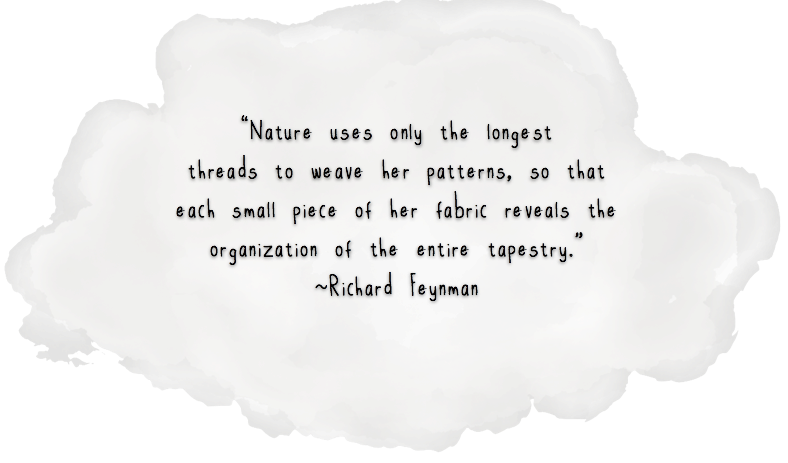 “Nature uses only the longest
threads to weave her patterns, so that
each small piece of her fabric reveals the
organization of the entire tapestry.”
~Richard Feynman